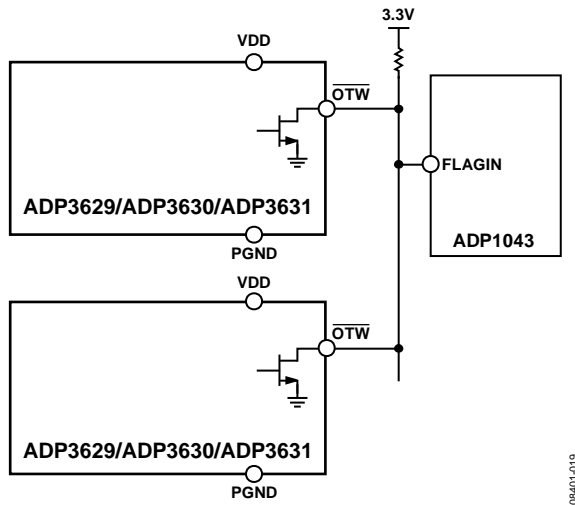 3.3V
VDD
OTW
FLAGIN
ADP3629/ADP3630/ADP3631
ADP1043
PGND
VDD
OTW
ADP3629/ADP3630/ADP3631
PGND
08401-019